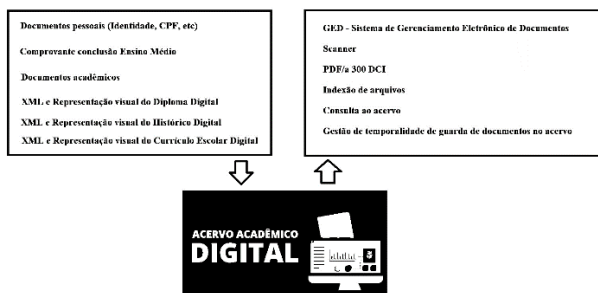 Documentos pessoais (Identidade, CPF, etc)
Comprovante conclusão Ensino Médio
Documentos acadêmicos
XML e Representação visual do Diploma Digital
XML e Representação visual do Histórico Digital
XML e Representação visual do Currículo Escolar Digital
GED - Sistema de Gerenciamento Eletrônico de Documentos
Scanner
PDF/a 300 DCI
Indexão de arquivos
Consulta ao acervo
Gestão de temporalidade de guarda de documentos no acervo
ACERVO ACADÊMICO
DIGITAL